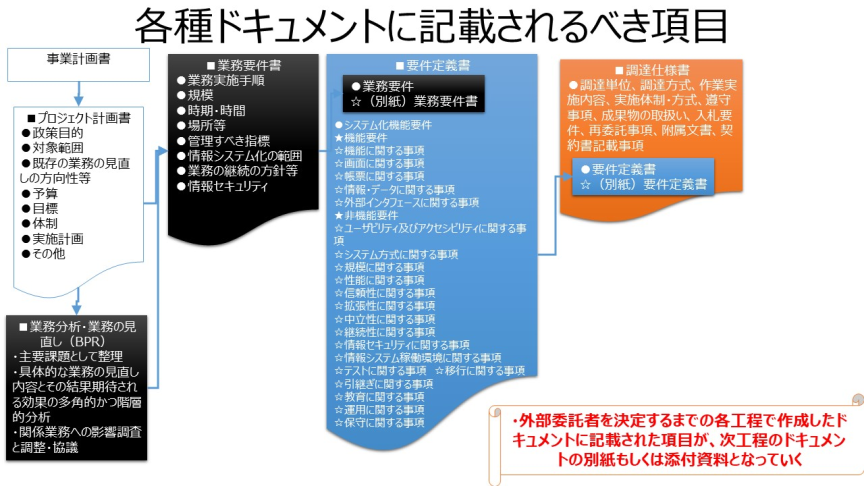 各種ドキュメントに記載されるべき項目
事業計画書
■プロジェクト計画書
●政策目的
●対象範囲
●既存の業務の見直
しの方向性等
●予算
●目標
●体制
●実施計画
●その他
■業務分析・業務の見
直し（BPR）
・主要課題として整理
・具体的な業務の見直し
内容とその結果期待され
る効果の多角的かつ階層
的分析
・関係業務への影響調査
と調整・協議
■業務要件書
●業務実施手順
●規模
●時期・時間
●場所等
●管理すべき指標
●情報システム化の範囲
●業務の継続の方針等
●情報セキュリティ
■要件定義書
●業務要件
☆（別紙）業務要件書
●システム化機能要件
★機能要件
☆機能に関する事項
☆画面に関する事項
☆帳票に関する事項
☆情報・データに関する事項
☆外部インタフェースに関する事項
★非機能要件
☆ユーザビリティ及びアクセシビリティに関する事
項
☆システム方式に関する事項
☆規模に関する事項
☆性能に関する事項
☆信頼性に関する事項
☆拡張性に関する事項
☆中立性に関する事項
☆継続性に関する事項
☆情報セキュリティに関する事項
☆情報システム稼働環境に関する事項
☆テストに関する事項　☆移行に関する事項
☆引継ぎに関する事項
☆教育に関する事項
☆運用に関する事項
☆保守に関する事項
■調達仕様書
●調達単位、調達方式、作業実
施内容、実施体制・方式、遵守
事項、成果物の取扱い、入札要
件、再委託事項、附属文書、契
約書記載事項
●要件定義書
☆（別紙）要件定義書
・外部委託者を決定するまでの各工程で作成したド
キュメントに記載された項目が、次工程のドキュメン
トの別紙もしくは添付資料となっていく